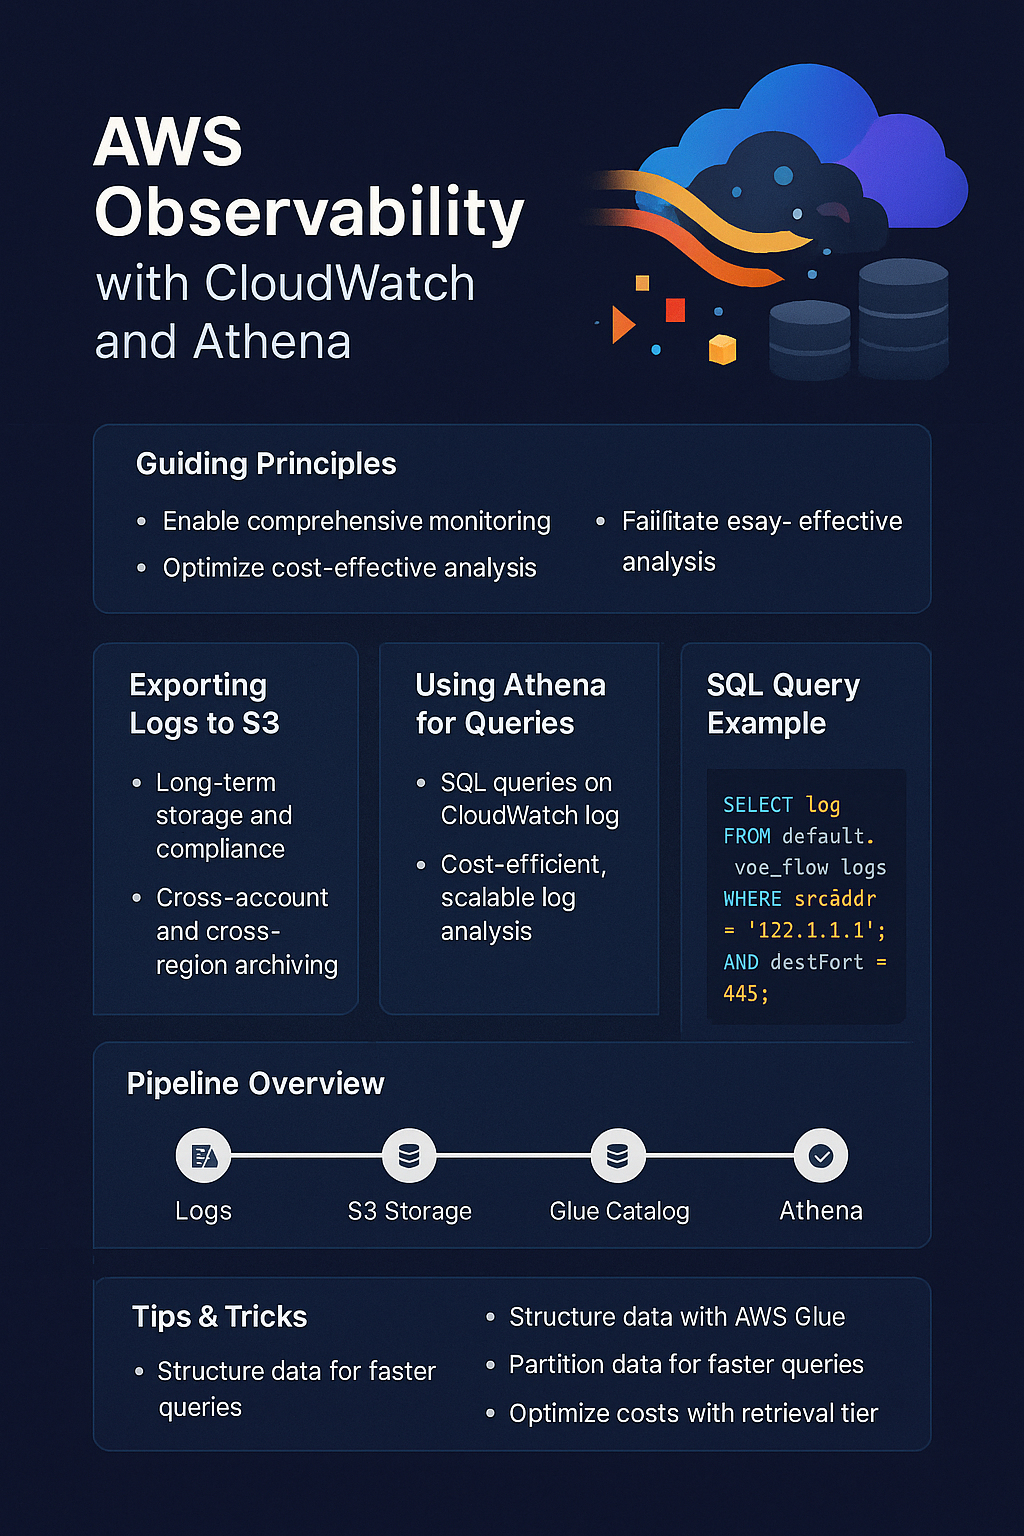 AWS
Observability
with CloudWatch
and Athena
Guiding Principles
• Enable comprehensive monitoring
• Optimize cost-effective analysis
• Faiifitate esay- effective
analysis
Exporting
Logs to S3
• Long-term
storage and
compliance
• Cross-account
and cross-
region archiving
Using Athena
for Queries
• SQL queries on
CloudWatch log
• Cost-efficient,
scalable log
analysis
SQL Query
Example
SELECT log
FROM default.
voe_flow logs
WHERE srcāddr
= '122.1.1.1';
AND destFort =
445;
Pipeline Overview
Logs
S3 Storage
Glue Catalog
Athena
Tips & Tricks
• Structure data for faster
queries
• Structure data with AWS Glue
• Partition data for faster queries
• Optimize costs with retrieval tier